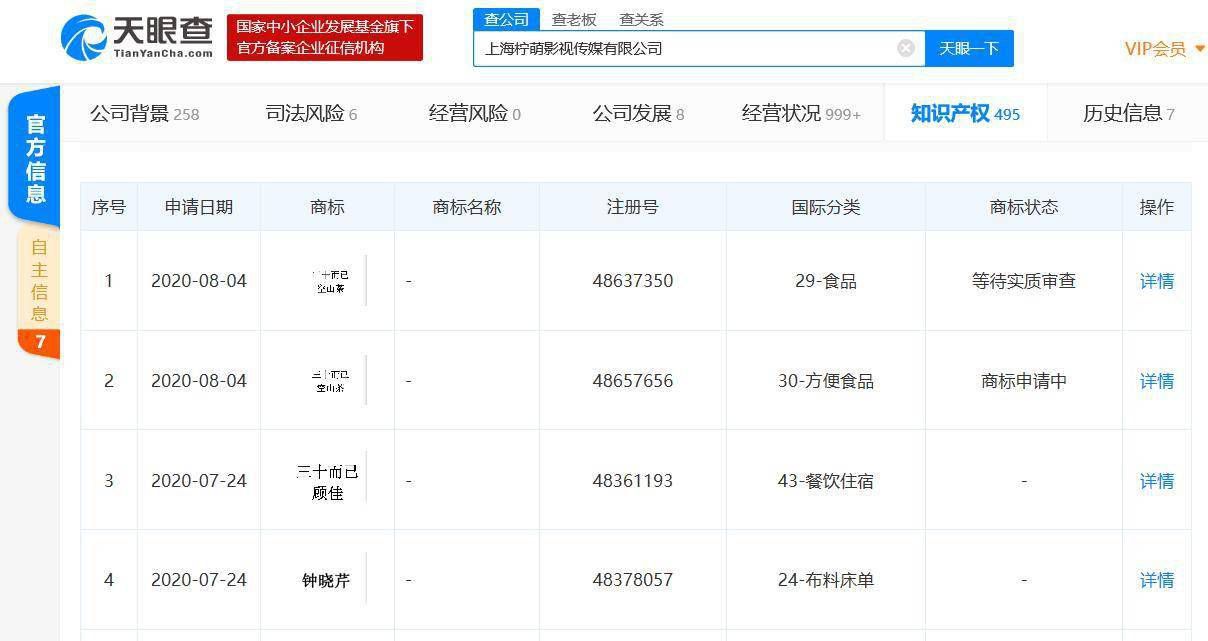 天眼查
TianYanCha.com
国家中小企业发展基金旗下
官方备案企业征信机构
查公司 查老板 查关系
上海柠萌影视传媒有限公司
天眼一下
VIP会员
官方信息
自主信息
7
公司背景 258 司法风险 6 经营风险 0 公司发展 8 经营状况 999+ 知识产权 495 历史信息 7
序号 申请日期 商标 商标名称 注册号 国际分类 商标状态 操作
1 2020-08-04 三十而已 空山茶 - 48637350 29-食品 等待实质审查 详情
2 2020-08-04 三十而已 空山茶 - 48657656 30-方便食品 商标申请中 详情
3 2020-07-24 三十而已 顾佳 - 48361193 43-餐饮住宿 - 详情
4 2020-07-24 钟晓芹 - 48378057 24-布料床单 - 详情